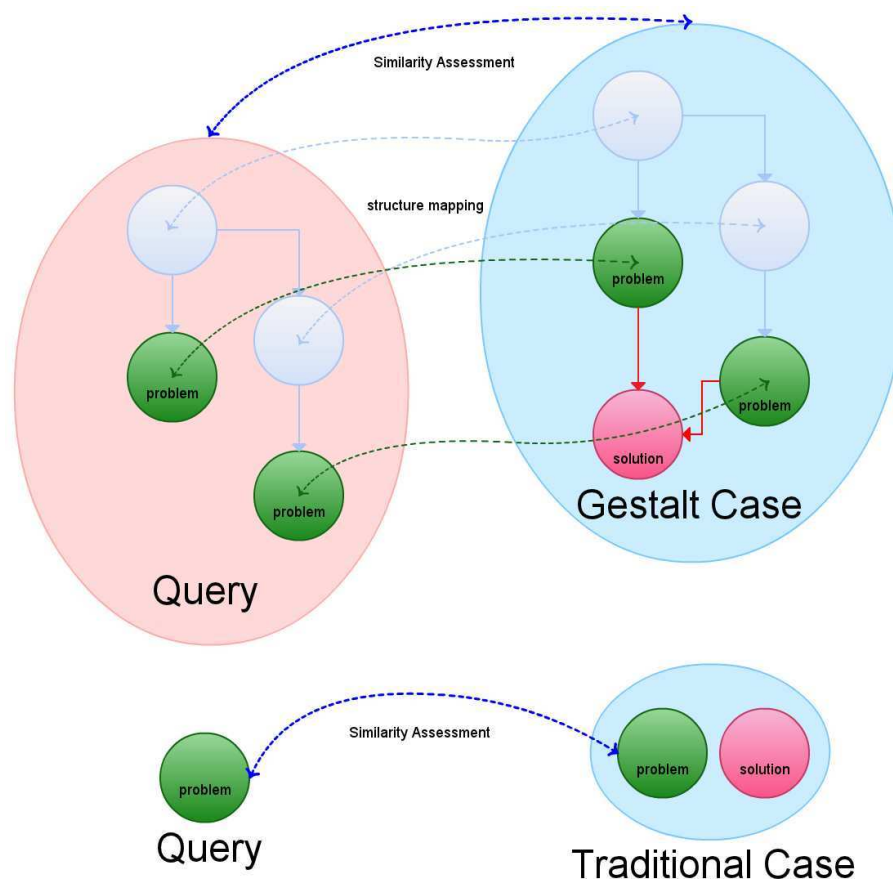 Similarity Assessment
structure mapping
problem
problem
problem
problem
solution
Gestalt Case
Query
Similarity Assessment
problem
problem
solution
Query
Traditional Case